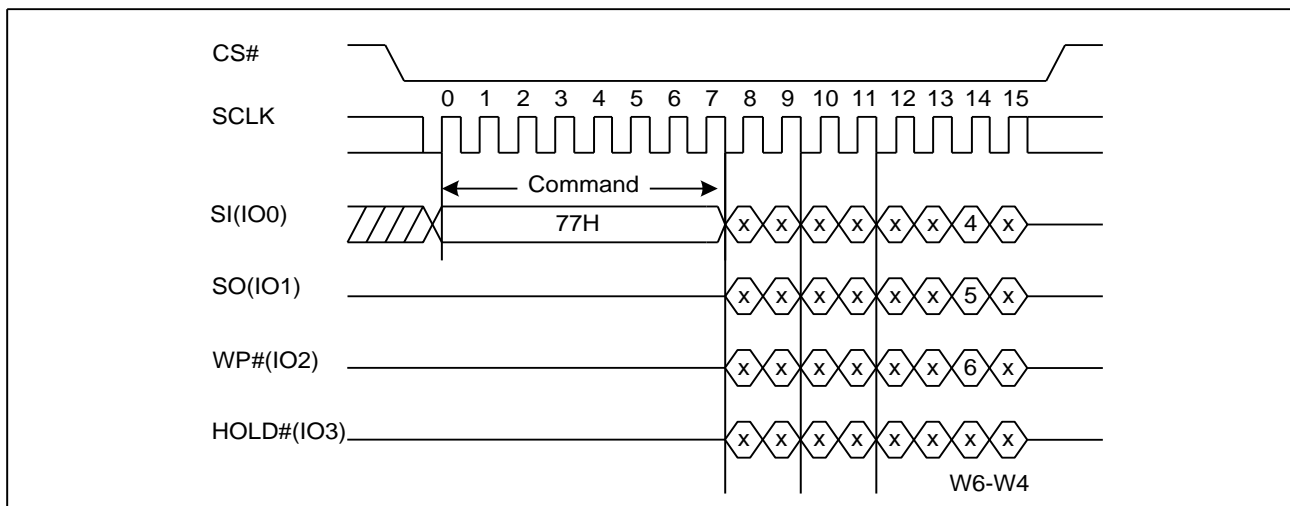 CS#
0 1 2 3 4 5 6 7 8 9 10 11 12 13 14 15
SCLK
Command
SI(IO0) 77H x x x x x x 4 x
SO(IO1) x x x x x x 5 x
WP#(IO2) x x x x x x 6 x
HOLD#(IO3) x x x x x x x x
W6-W4